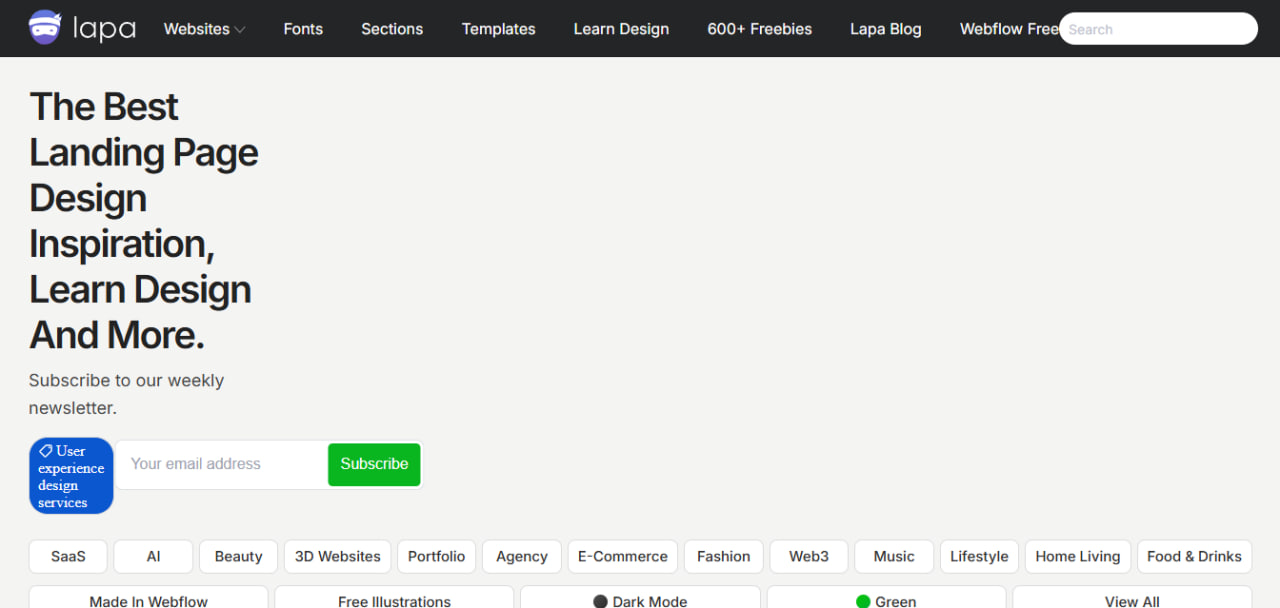 lapa Websites Fonts Sections Templates Learn Design 600+ Freebies Lapa Blog Webflow Free Search
The Best
Landing Page
Design
Inspiration,
Learn Design
And More.
Subscribe to our weekly
newsletter.
User
experience
design
services
Your email address Subscribe
SaaS AI Beauty 3D Websites Portfolio Agency E-Commerce Fashion Web3 Music Lifestyle Home Living Food & Drinks
Made In Webflow Free Illustrations Dark Mode Green View All